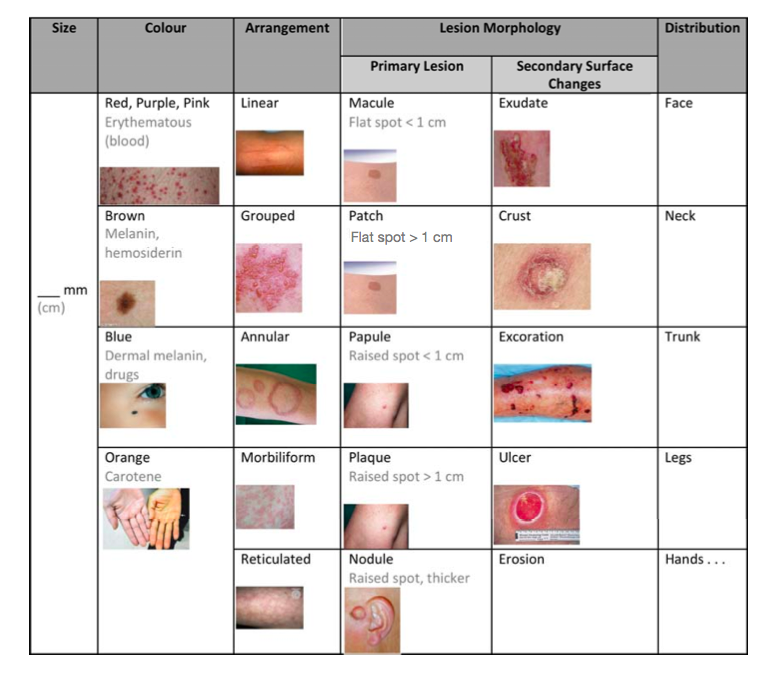 Size
Colour
Arrangement
Lesion Morphology
Distribution
Primary Lesion
Secondary Surface
Changes
___ mm
(cm)
Red, Purple, Pink
Erythematous
(blood)
Linear
Macule
Flat spot < 1 cm
Exudate
Face
Brown
Melanin,
hemosiderin
Grouped
Patch
Flat spot > 1 cm
Crust
Neck
Blue
Dermal melanin,
drugs
Annular
Papule
Raised spot < 1 cm
Excoration
Trunk
Orange
Carotene
Morbiliform
Plaque
Raised spot > 1 cm
Ulcer
Legs
Reticulated
Nodule
Raised spot, thicker
Erosion
Hands . . .